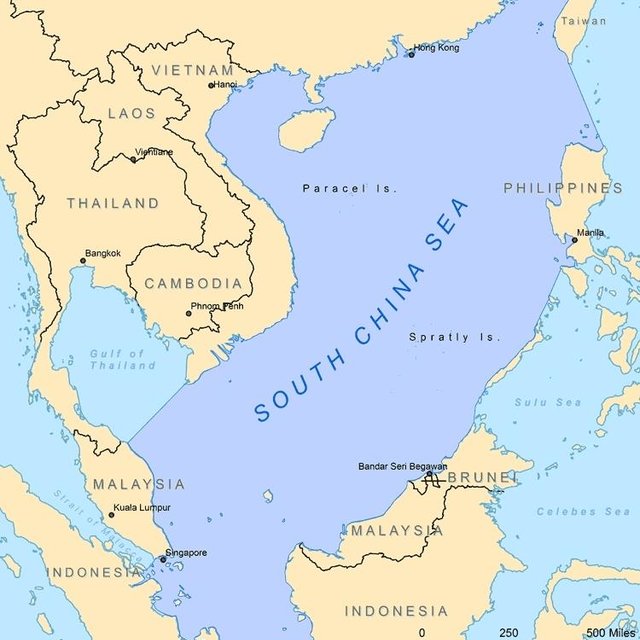 Taiwan
Hong Kong
VIETNAM
Hanoi
LAOS
Vientiane
Paracel Is.
PHILIPPINES
THAILAND
Manila
Bangkok
CAMBODIA
Phnom Penh
SOUTH CHINA SEA
Spratly Is.
Gulf of
Thailand
Sulu Sea
Bandar Seri Begawan
BRUNEI
MALAYSIA
Kuala Lumpur
Strait of Malacca
Celebes Sea
MALAYSIA
Singapore
INDONESIA
INDONESIA
0 250 500 Miles